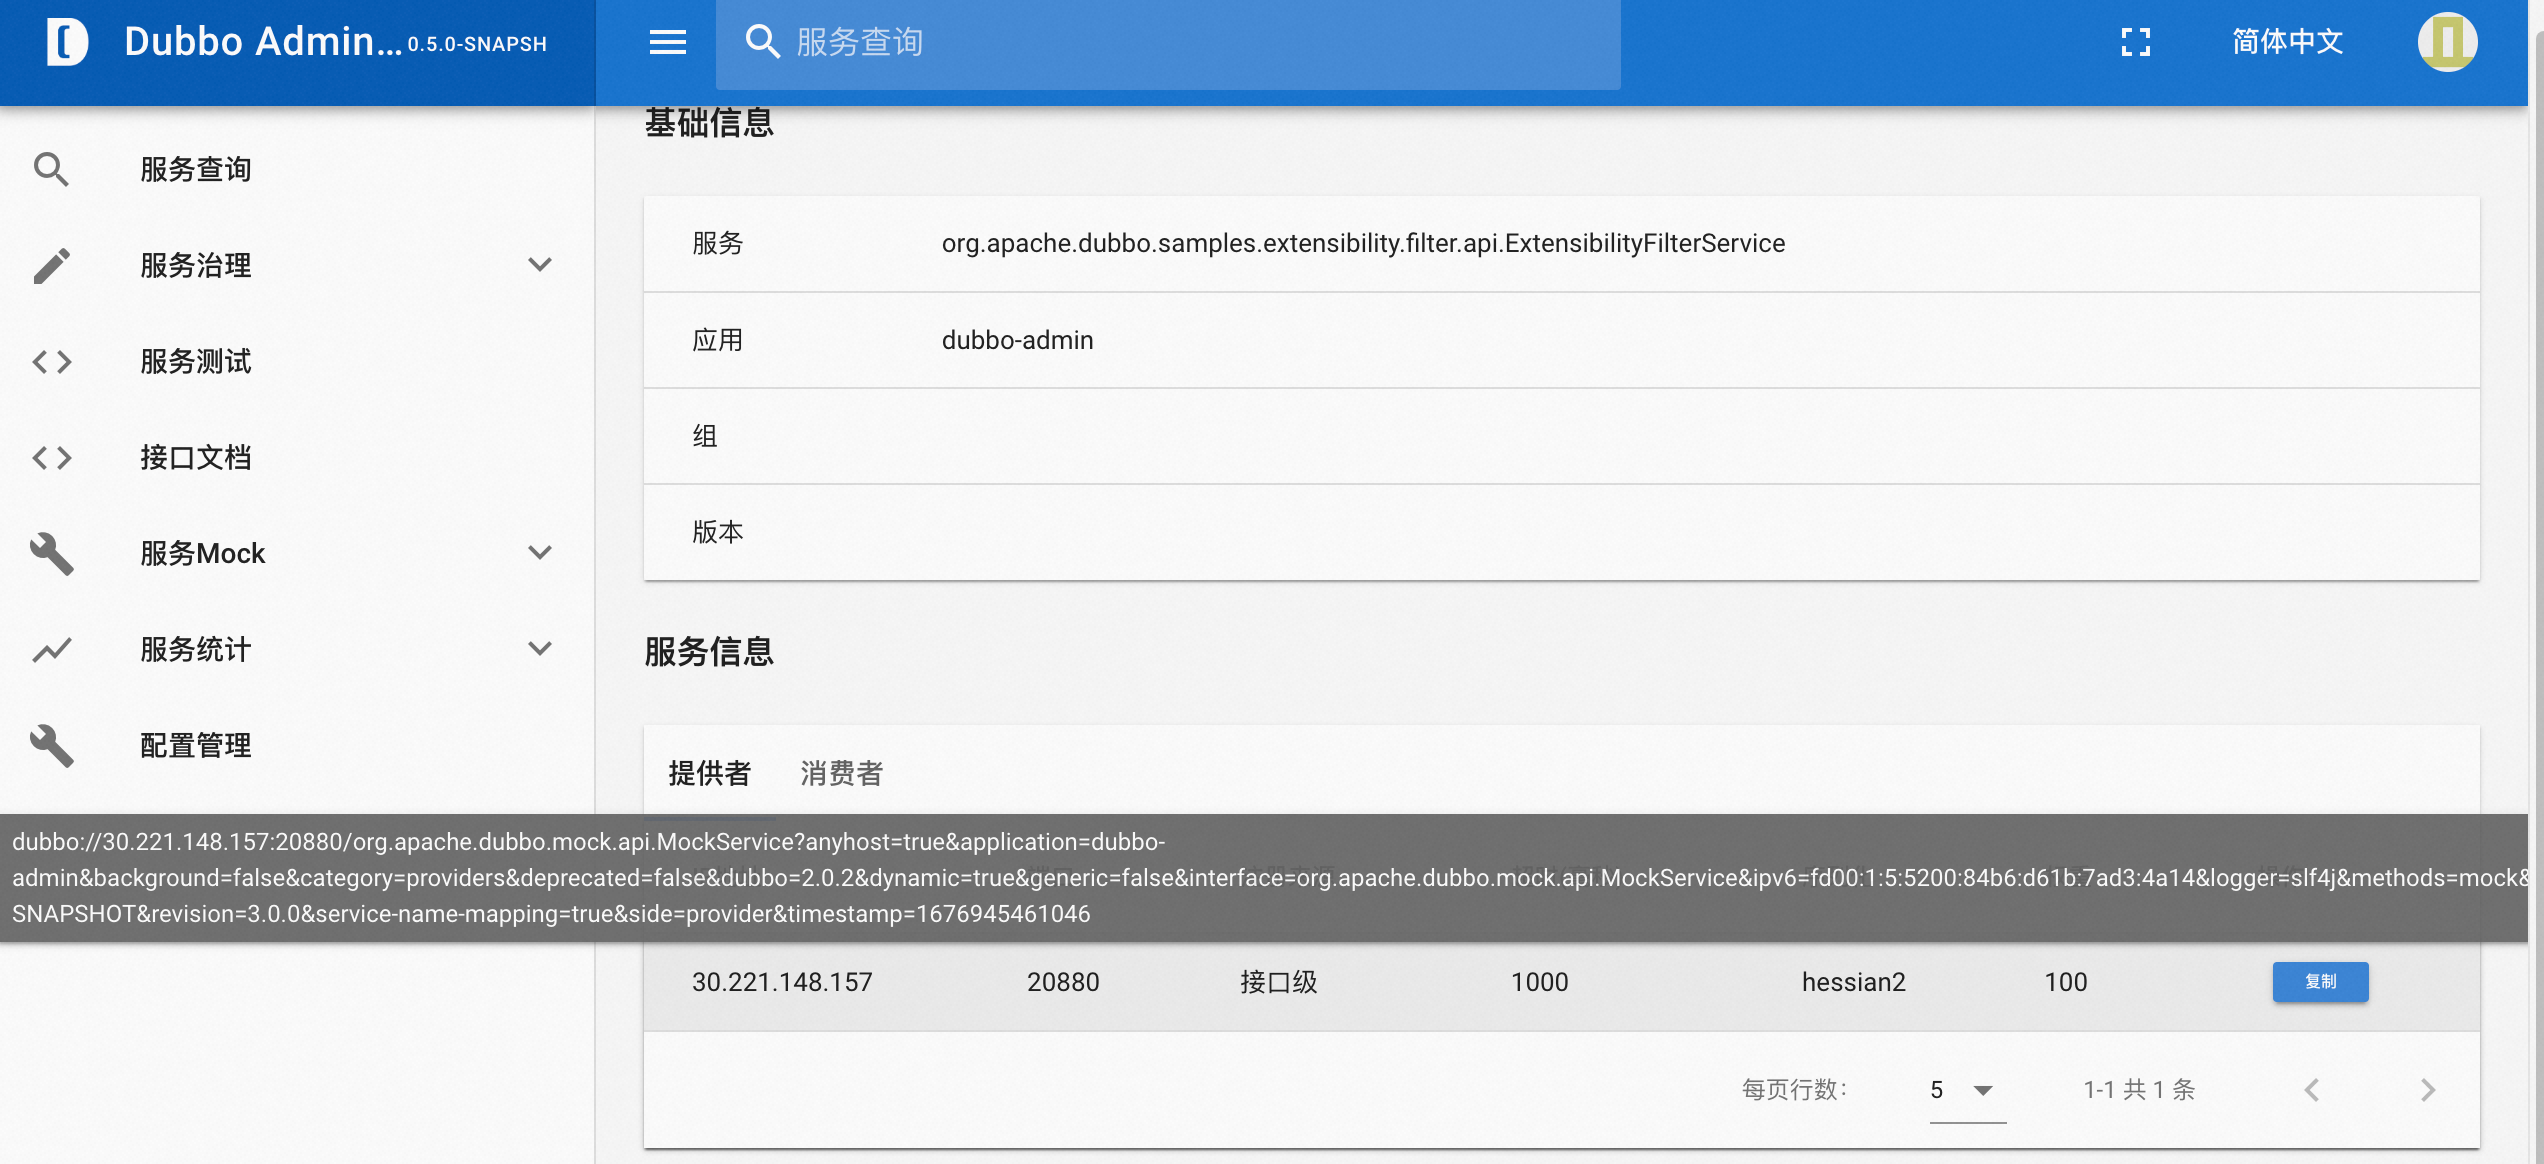 Dubbo Admin... 0.5.0-SNAPSH
服务查询
简体中文
服务查询
服务治理
服务测试
接口文档
服务Mock
服务统计
配置管理
基础信息
服务 org.apache.dubbo.samples.extensibility.filter.api.ExtensibilityFilterService
应用 dubbo-admin
组
版本
服务信息
提供者 消费者
dubbo://30.221.148.157:20880/org.apache.dubbo.mock.api.MockService?anyhost=true&application=dubbo-
admin&background=false&category=providers&deprecated=false&dubbo=2.0.2&dynamic=true&generic=false&interface=org.apache.dubbo.mock.api.MockService&ipv6=fd00:1:5:5200:84b6:d61b:7ad3:4a14&logger=slf4j&methods=mock&
SNAPSHOT&revision=3.0.0&service-name-mapping=true&side=provider&timestamp=1676945461046
30.221.148.157 20880 接口级 1000 hessian2 100 复制
每页行数: 5 1-1 共 1 条